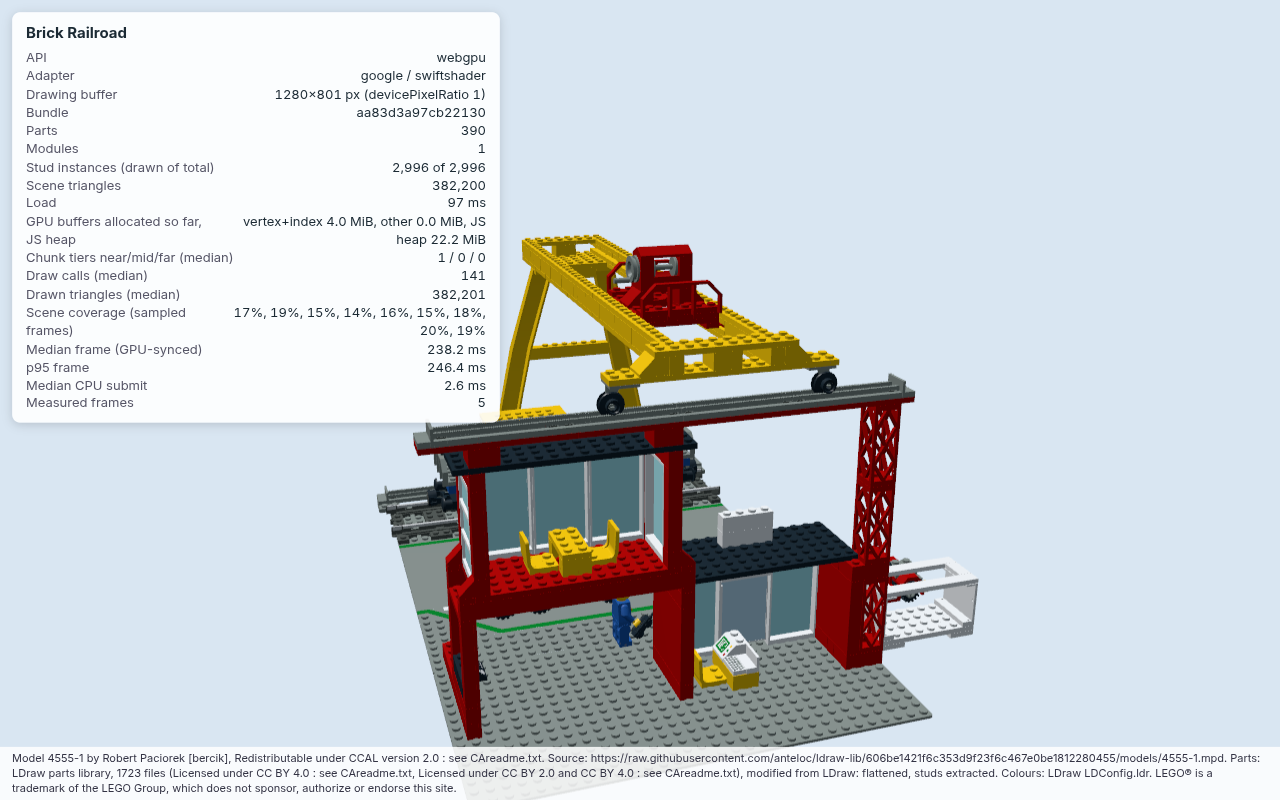 Brick Railroad
API webgpu
Adapter google / swiftshader
Drawing buffer 1280×801 px (devicePixelRatio 1)
Bundle aa83d3a97cb22130
Parts 390
Modules 1
Stud instances (drawn of total) 2,996 of 2,996
Scene triangles 382,200
Load 97 ms
GPU buffers allocated so far, vertex+index 4.0 MiB, other 0.0 MiB, JS
JS heap heap 22.2 MiB
Chunk tiers near/mid/far (median) 1 / 0 / 0
Draw calls (median) 141
Drawn triangles (median) 382,201
Scene coverage (sampled 17%, 19%, 15%, 14%, 16%, 15%, 18%,
frames) 20%, 19%
Median frame (GPU-synced) 238.2 ms
p95 frame 246.4 ms
Median CPU submit 2.6 ms
Measured frames 5
Model 4555-1 by Robert Paciorek [bercik], Redistributable under CCAL version 2.0 : see CAreadme.txt. Source: https://raw.githubusercontent.com/anteloc/ldraw-lib/606be1421f6c353d9f23f6c467e0be1812280455/models/4555-1.mpd. Parts:
LDraw parts library, 1723 files (Licensed under CC BY 4.0 : see CAreadme.txt, Licensed under CC BY 2.0 and CC BY 4.0 : see CAreadme.txt), modified from LDraw: flattened, studs extracted. Colours: LDraw LDConfig.ldr. LEGO® is a
trademark of the LEGO Group, which does not sponsor, authorize or endorse this site.